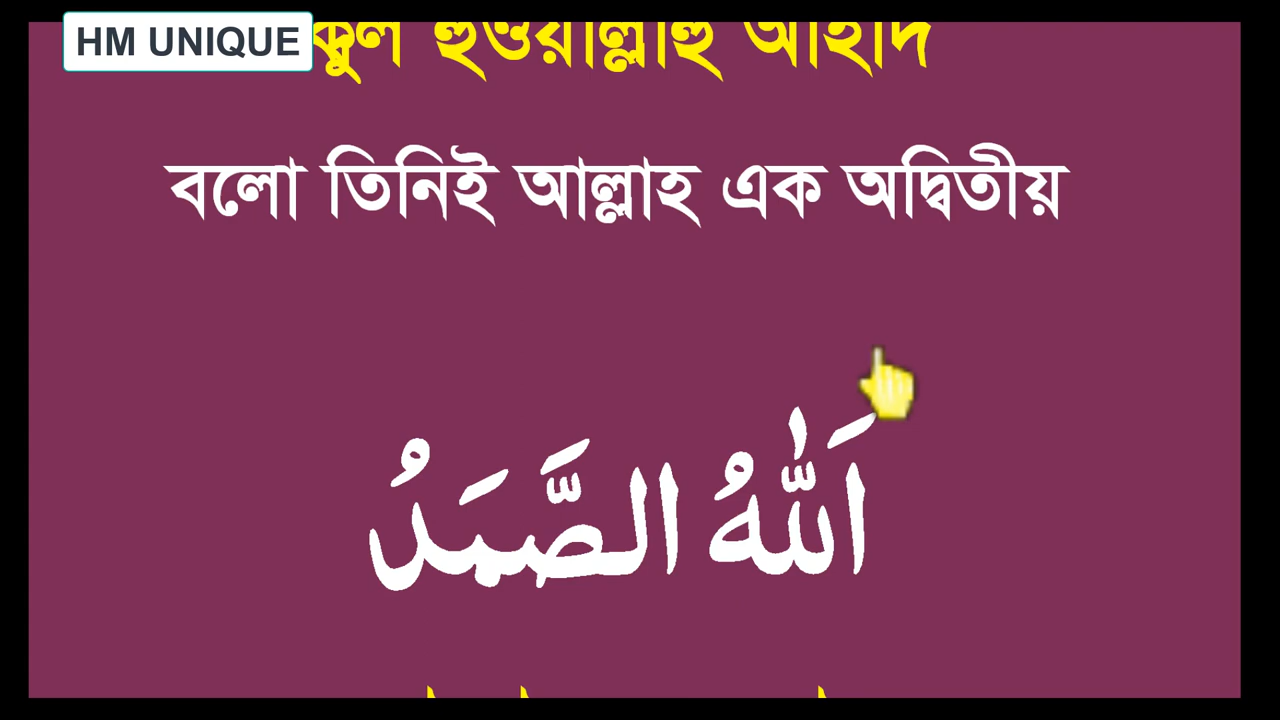 HM UNIQUE
ক্বুল হুওয়াল্লাহু আহাদ
বলো তিনিই আল্লাহ এক অদ্বিতীয়
اَللّٰهُ الصَّمَدُ